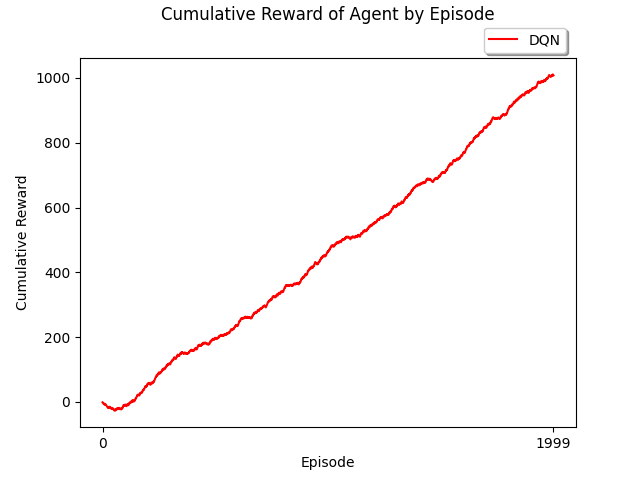 Cumulative Reward of Agent by Episode
DQN
Cumulative Reward
1000
800
600
400
200
0
0
1999
Episode